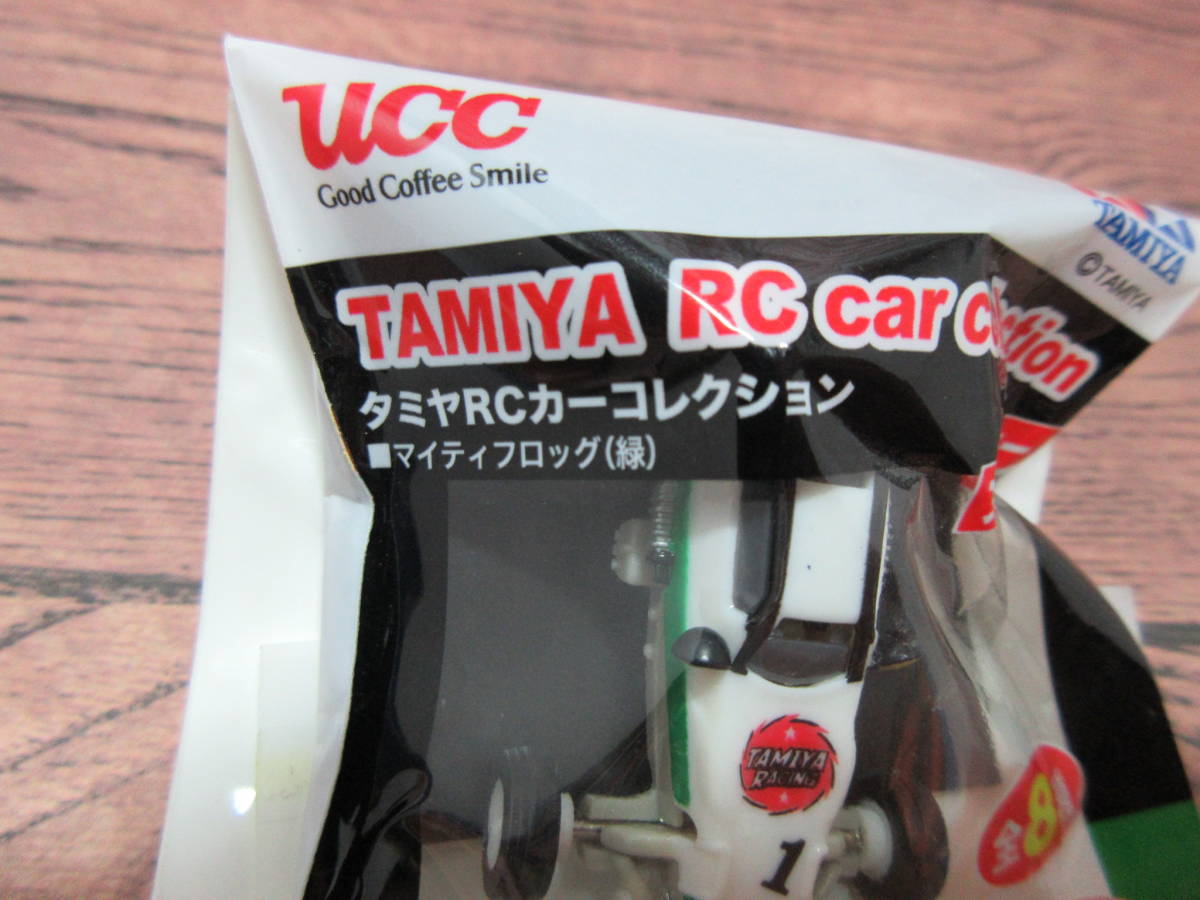 UCC
Good Coffee Smile
TAMIYA
©TAMIYA
TAMIYA RC car
タミヤRCカーコレクション
■マイティフロッグ(緑)
TAMIYA
RACING
1
8